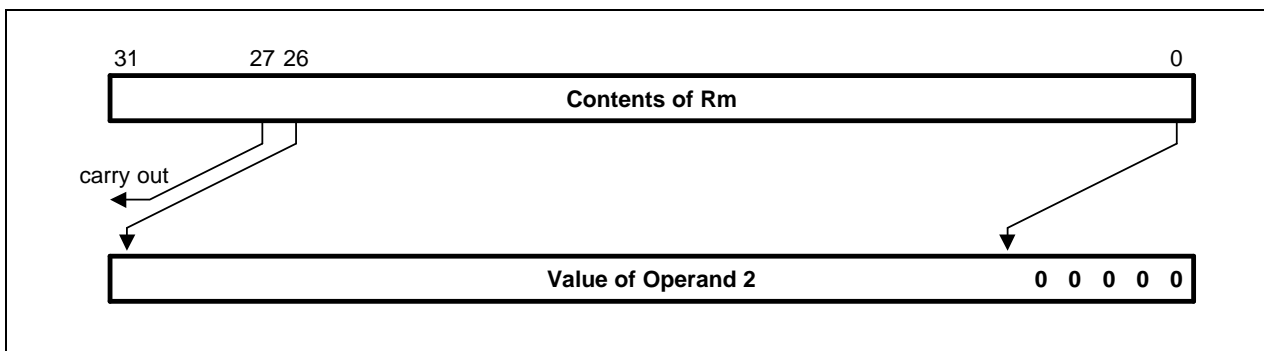 31 27 26 0
Contents of Rm
carry out
Value of Operand 2 0 0 0 0 0